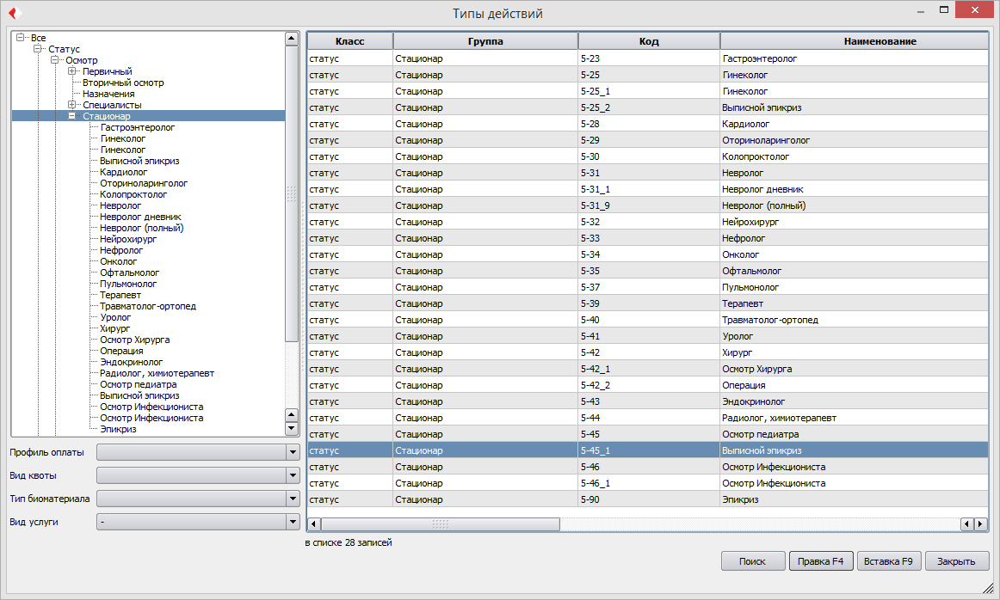 Типы действий
Все
Статус
Осмотр
Первичный
Вторичный осмотр
Назначения
Специалисты
Стационар
Гастроэнтеролог
Гинеколог
Гинеколог
Выписной эпикриз
Кардиолог
Оториноларинголог
Колопроктолог
Невролог
Невролог дневник
Невролог (полный)
Нейрохирург
Нефролог
Онколог
Офтальмолог
Пульмонолог
Терапевт
Травматолог-ортопед
Уролог
Хирург
Осмотр Хирурга
Операция
Эндокринолог
Радиолог, химиотерапевт
Осмотр педиатра
Выписной эпикриз
Осмотр Инфекциониста
Осмотр Инфекциониста
Эпикриз
Профиль оплаты
Вид квоты
Тип биоматериала
Вид услуги -
Класс Группа Код Наименование
статус Стационар 5-23 Гастроэнтеролог
статус Стационар 5-25 Гинеколог
статус Стационар 5-25_1 Гинеколог
статус Стационар 5-25_2 Выписной эпикриз
статус Стационар 5-28 Кардиолог
статус Стационар 5-29 Оториноларинголог
статус Стационар 5-30 Колопроктолог
статус Стационар 5-31 Невролог
статус Стационар 5-31_1 Невролог дневник
статус Стационар 5-31_9 Невролог (полный)
статус Стационар 5-32 Нейрохирург
статус Стационар 5-33 Нефролог
статус Стационар 5-34 Онколог
статус Стационар 5-35 Офтальмолог
статус Стационар 5-37 Пульмонолог
статус Стационар 5-39 Терапевт
статус Стационар 5-40 Травматолог-ортопед
статус Стационар 5-41 Уролог
статус Стационар 5-42 Хирург
статус Стационар 5-42_1 Осмотр Хирурга
статус Стационар 5-42_2 Операция
статус Стационар 5-43 Эндокринолог
статус Стационар 5-44 Радиолог, химиотерапевт
статус Стационар 5-45 Осмотр педиатра
статус Стационар 5-45_1 Выписной эпикриз
статус Стационар 5-46 Осмотр Инфекциониста
статус Стационар 5-46_1 Осмотр Инфекциониста
статус Стационар 5-90 Эпикриз
в списке 28 записей
Поиск Правка F4 Вставка F9 Закрыть